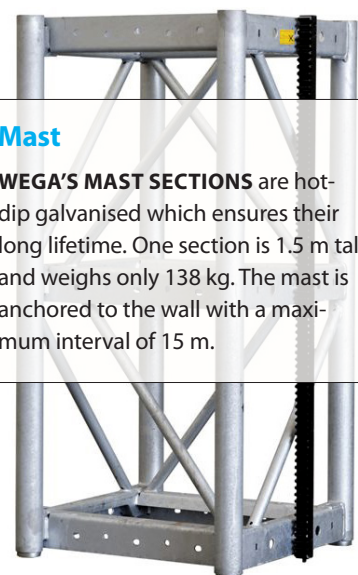 Mast
WEGA'S MAST SECTIONS are hot-
dip galvanised which ensures their
long lifetime. One section is 1.5 m tal
and weighs only 138 kg. The mast is
anchored to the wall with a maxi-
mum interval of 15 m.